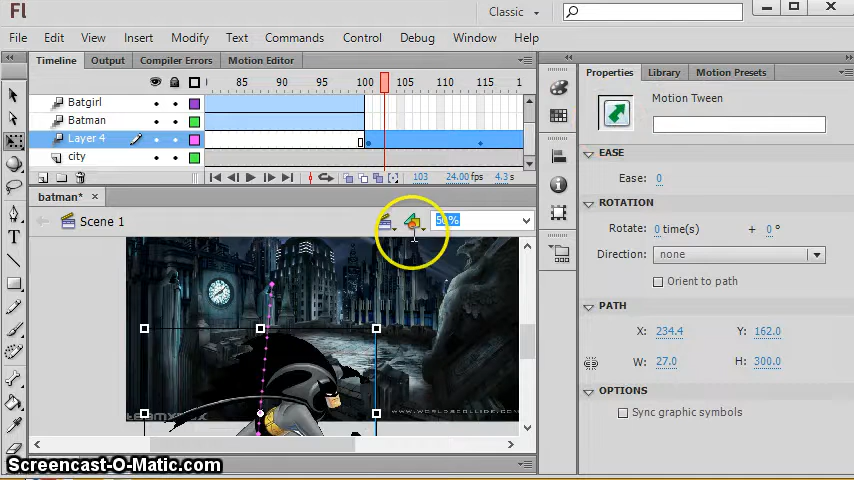 Fl
Classic
File Edit View Insert Modify Text Commands Control Debug Window Help
Timeline Output Compiler Errors Motion Editor
85 90 95 100 105 110 115 1
Batgirl
Batman
Layer 4
city
103 24.00 fps 4.3 s
batman* ×
Scene 1
50%
WWW.WORLDSCOLLIDE.
Properties Library Motion Presets
Motion Tween
EASE
Ease: 0
ROTATION
Rotate: 0 time(s) + 0 °
Direction: none
Orient to path
PATH
X: 234.4 Y: 162.0
W: 27.0 H: 300.0
OPTIONS
Sync graphic symbols
Screencast-O-Matic.com